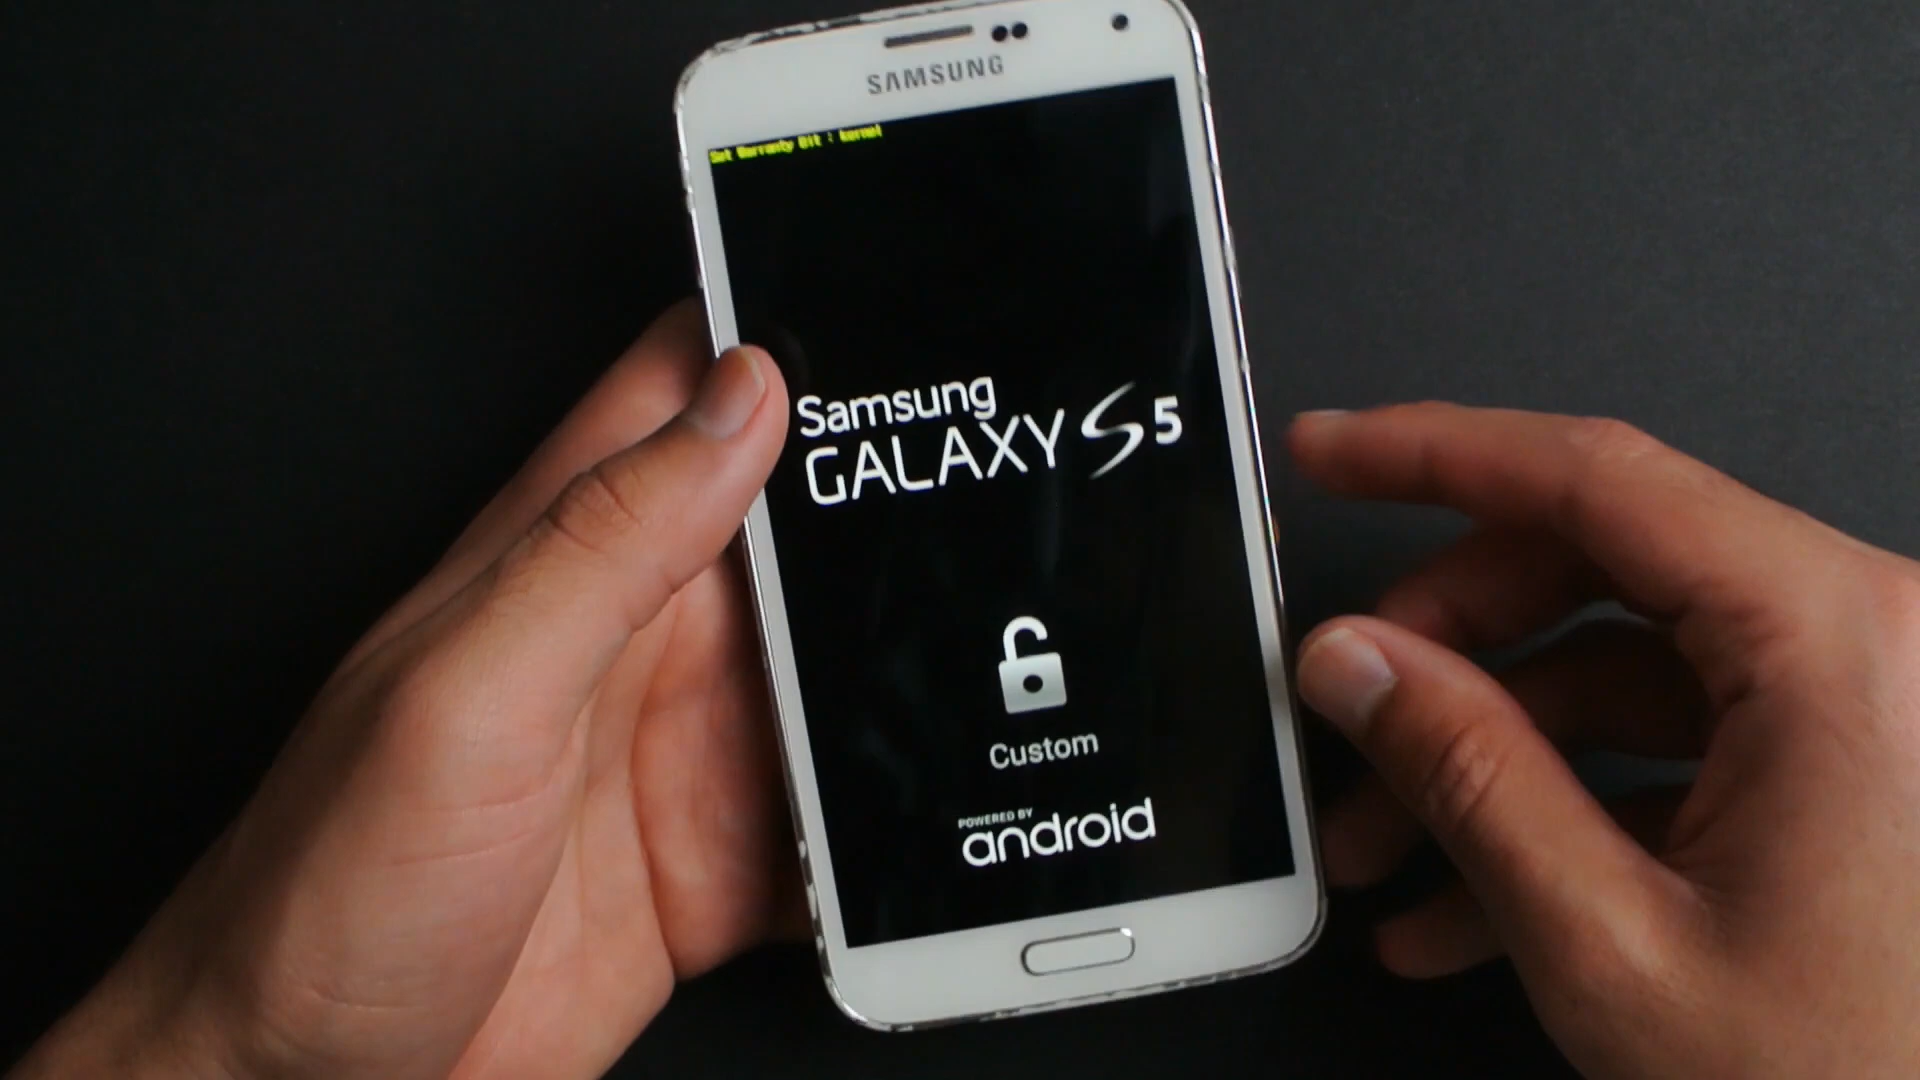 SAMSUNG
Set Warranty Bit : kernel
Samsung
GALAXY S5
Custom
POWERED BY
android